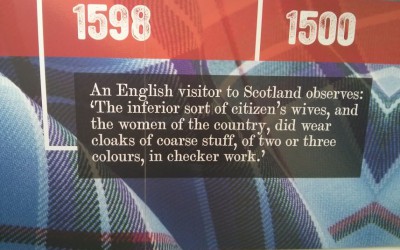 1598
1500
An English visitor to Scotland observes:
‘The inferior sort of citizen’s wives, and
the women of the country, did wear
cloaks of coarse stuff, of two or three
colours, in checker work.’